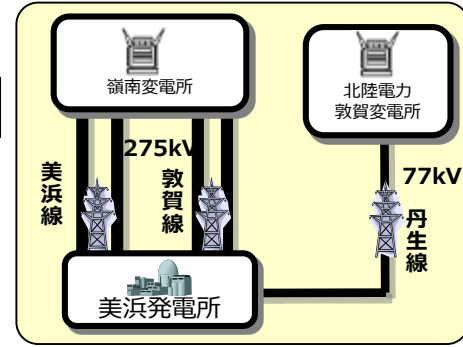 嶺南変電所
北陸電力
敦賀変電所
275kV
77kV
美浜線
敦賀線
丹生線
美浜発電所